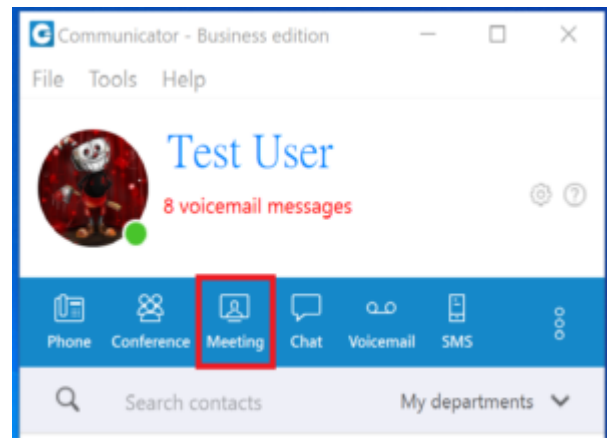 Communicator - Business edition
File Tools Help
Test User
8 voicemail messages
Phone Conference Meeting Chat Voicemail SMS
Search contacts My departments